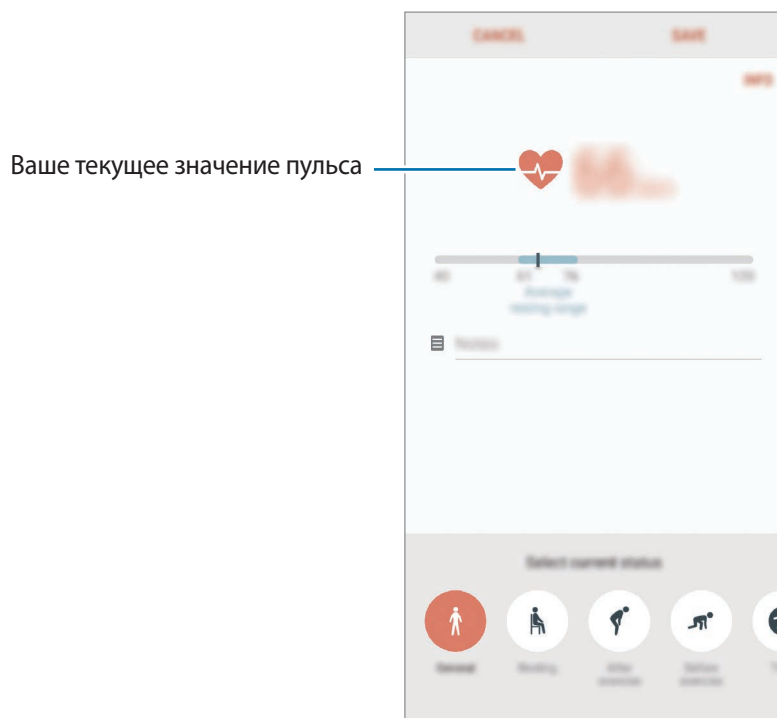 CANCEL SAVE
INFO
Ваше текущее значение пульса
66
40 61 76 120
Average
resting range
Notes
Select current status
General Resting After Before
exercise exercise